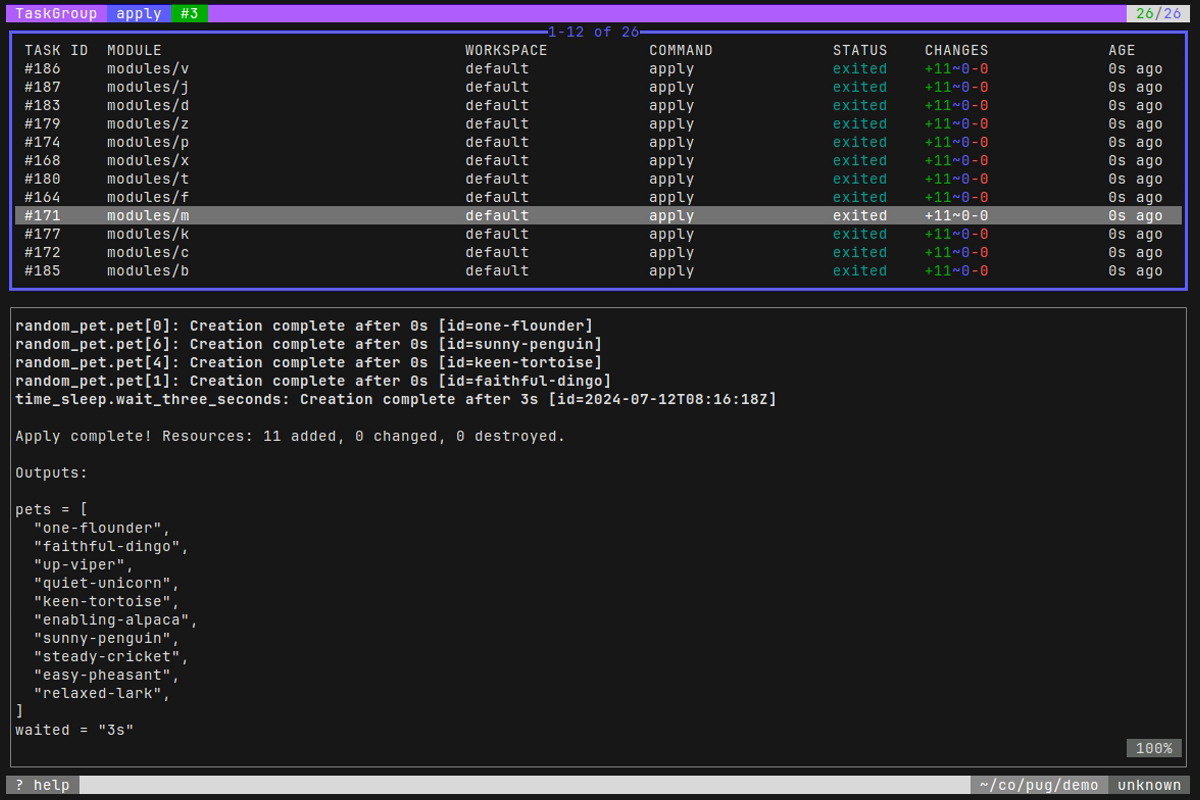 TaskGroup apply #3 26/26
1-12 of 26
TASK ID MODULE WORKSPACE COMMAND STATUS CHANGES AGE
#186 modules/v default apply exited +11~0-0 0s ago
#187 modules/j default apply exited +11~0-0 0s ago
#183 modules/d default apply exited +11~0-0 0s ago
#179 modules/z default apply exited +11~0-0 0s ago
#174 modules/p default apply exited +11~0-0 0s ago
#168 modules/x default apply exited +11~0-0 0s ago
#180 modules/t default apply exited +11~0-0 0s ago
#164 modules/f default apply exited +11~0-0 0s ago
#171 modules/m default apply exited +11~0-0 0s ago
#177 modules/k default apply exited +11~0-0 0s ago
#172 modules/c default apply exited +11~0-0 0s ago
#185 modules/b default apply exited +11~0-0 0s ago
random_pet.pet[0]: Creation complete after 0s [id=one-flounder]
random_pet.pet[6]: Creation complete after 0s [id=sunny-penguin]
random_pet.pet[4]: Creation complete after 0s [id=keen-tortoise]
random_pet.pet[1]: Creation complete after 0s [id=faithful-dingo]
time_sleep.wait_three_seconds: Creation complete after 3s [id=2024-07-12T08:16:18Z]
Apply complete! Resources: 11 added, 0 changed, 0 destroyed.
Outputs:
pets = [
  "one-flounder",
  "faithful-dingo",
  "up-viper",
  "quiet-unicorn",
  "keen-tortoise",
  "enabling-alpaca",
  "sunny-penguin",
  "steady-cricket",
  "easy-pheasant",
  "relaxed-lark",
]
waited = "3s"
100%
? help ~/co/pug/demo unknown